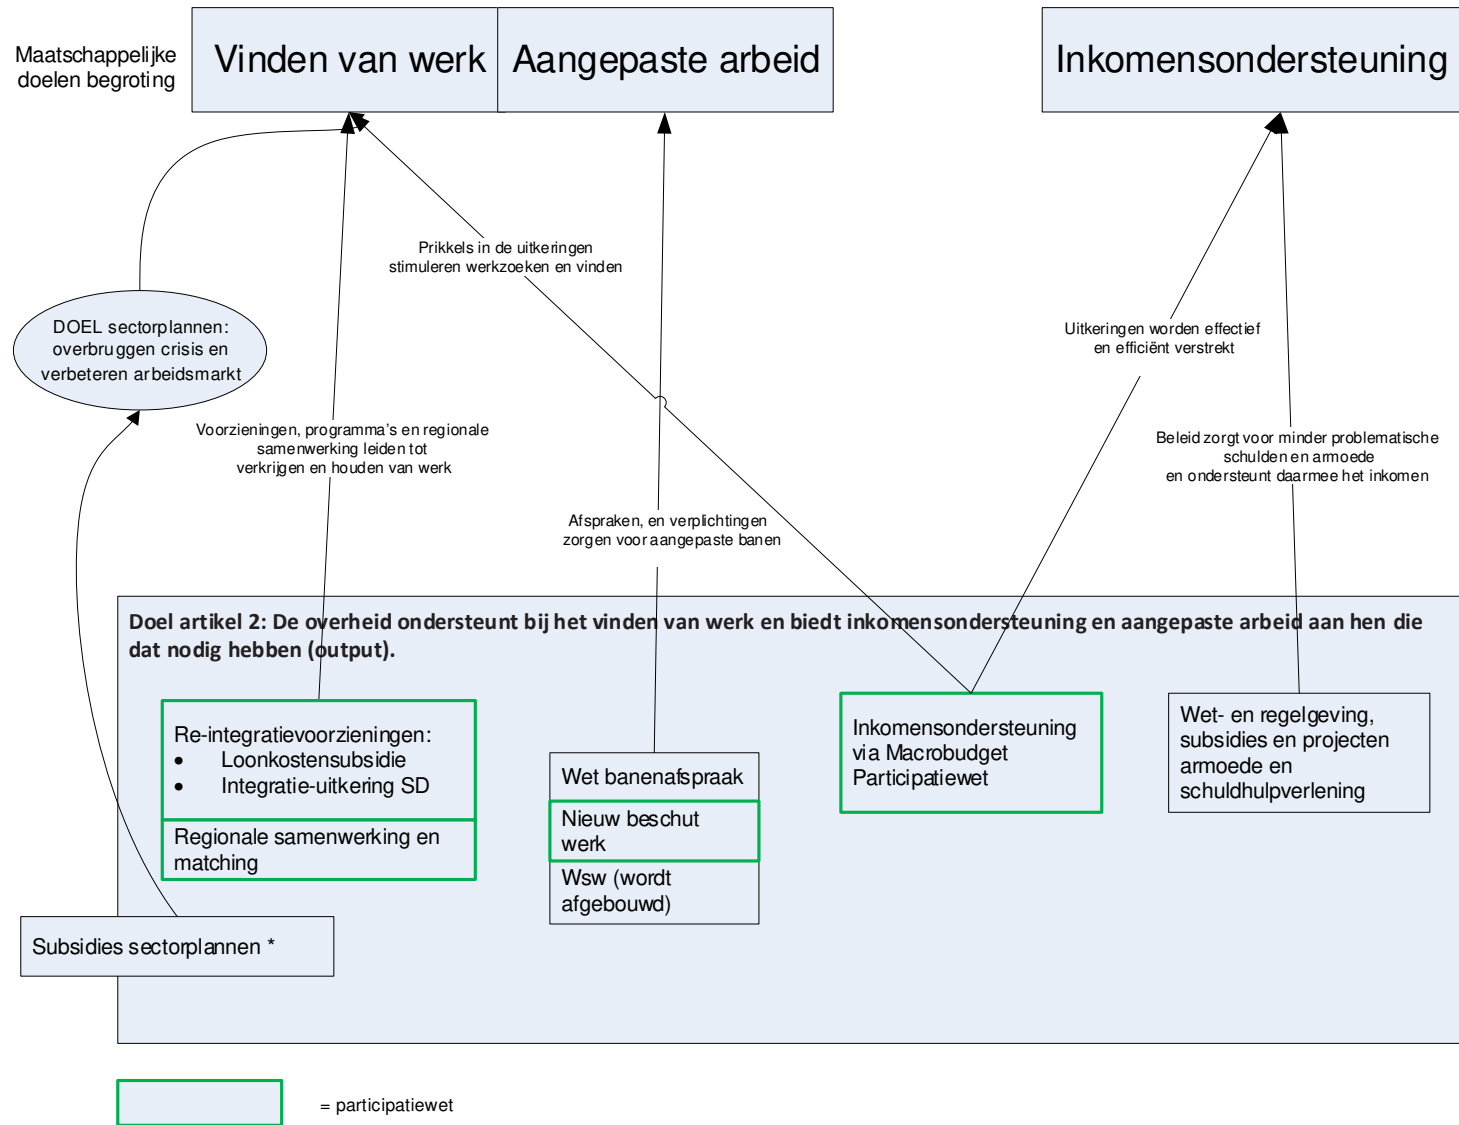 Maatschappelijke
doelen begroting
Vinden van werk
Aangepaste arbeid
Inkomensondersteuning
Prikkels in de uitkeringen
stimuleren werkzoeken en vinden
DOEL sectorplannen:
overbruggen crisis en
verbeteren arbeidsmarkt
Uitkeringen worden effectief
en efficiënt verstrekt
Voorzieningen, programma's en regionale
samenwerking leiden tot
verkrijgen en houden van werk
Beleid zorgt voor minder problematische
schulden en armoede
en ondersteunt daarmee het inkomen
Afspraken, en verplichtingen
zorgen voor aangepaste banen
Doel artikel 2: De overheid ondersteunt bij het vinden van werk en biedt inkomensondersteuning en aangepaste arbeid aan hen die
dat nodig hebben (output).
Re-integratievoorzieningen:
• Loonkostensubsidie
• Integratie-uitkering SD
Regionale samenwerking en
matching
Wet banenafspraak
Nieuw beschut
werk
Wsw (wordt
afgebouwd)
Inkomensondersteuning
via Macrobudget
Participatiewet
Wet- en regelgeving,
subsidies en projecten
armoede en
schuldhulpverlening
Subsidies sectorplannen *
= participatiewet